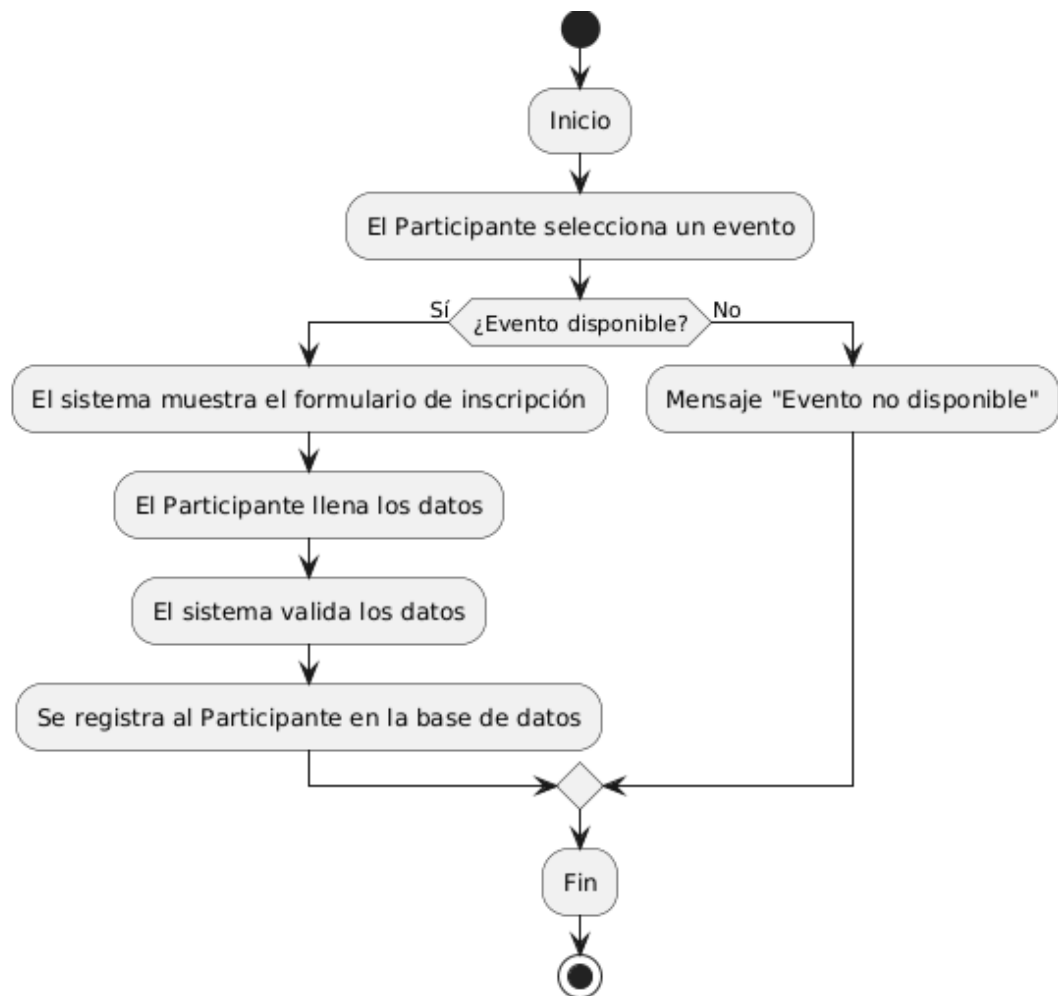 Inicio
El Participante selecciona un evento
Sí
¿Evento disponible?
No
El sistema muestra el formulario de inscripción
Mensaje "Evento no disponible"
El Participante llena los datos
El sistema valida los datos
Se registra al Participante en la base de datos
Fin